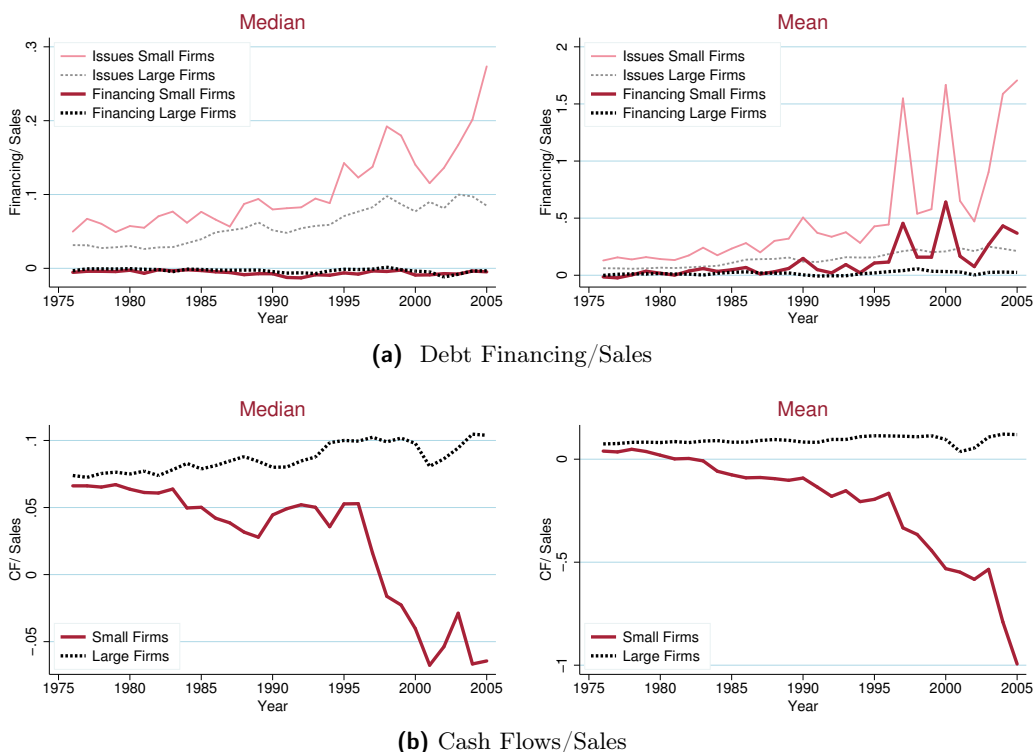 Median
Financing/ Sales
.3
.2
.1
0
Issues Small Firms
Issues Large Firms
Financing Small Firms
Financing Large Firms
1975 1980 1985 1990 1995 2000 2005
Year
Mean
Financing/ Sales
2
1.5
1
.5
0
Issues Small Firms
Issues Large Firms
Financing Small Firms
Financing Large Firms
1975 1980 1985 1990 1995 2000 2005
Year
(a) Debt Financing/Sales
Median
CF/ Sales
.1
.05
0
-.05
Small Firms
Large Firms
1975 1980 1985 1990 1995 2000 2005
Year
Mean
CF/ Sales
0
-.5
-1
Small Firms
Large Firms
1975 1980 1985 1990 1995 2000 2005
Year
(b) Cash Flows/Sales